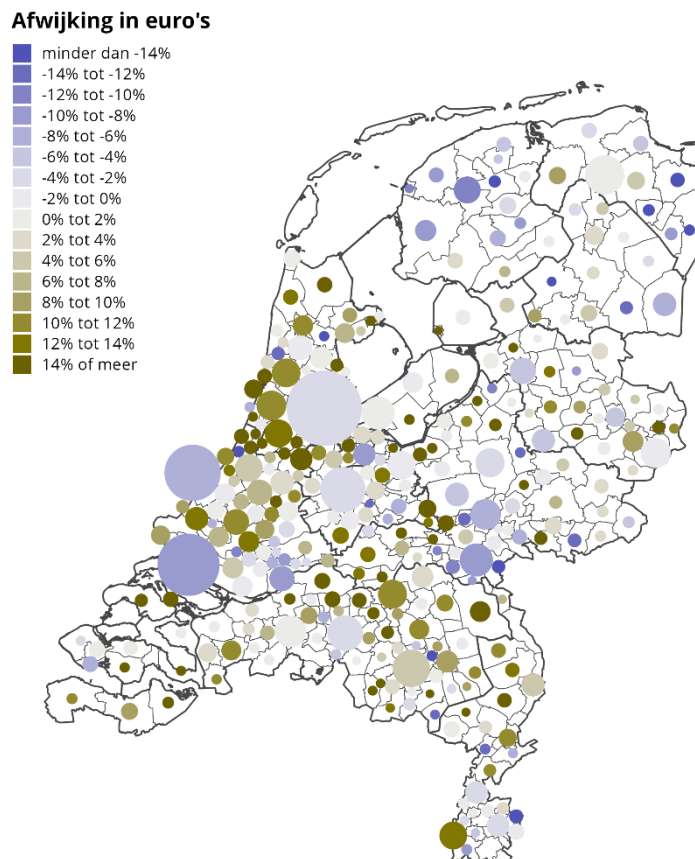 Afwijking in euro's
minder dan -14%
-14% tot -12%
-12% tot -10%
-10% tot -8%
-8% tot -6%
-6% tot -4%
-4% tot -2%
-2% tot 0%
0% tot 2%
2% tot 4%
4% tot 6%
6% tot 8%
8% tot 10%
10% tot 12%
12% tot 14%
14% of meer